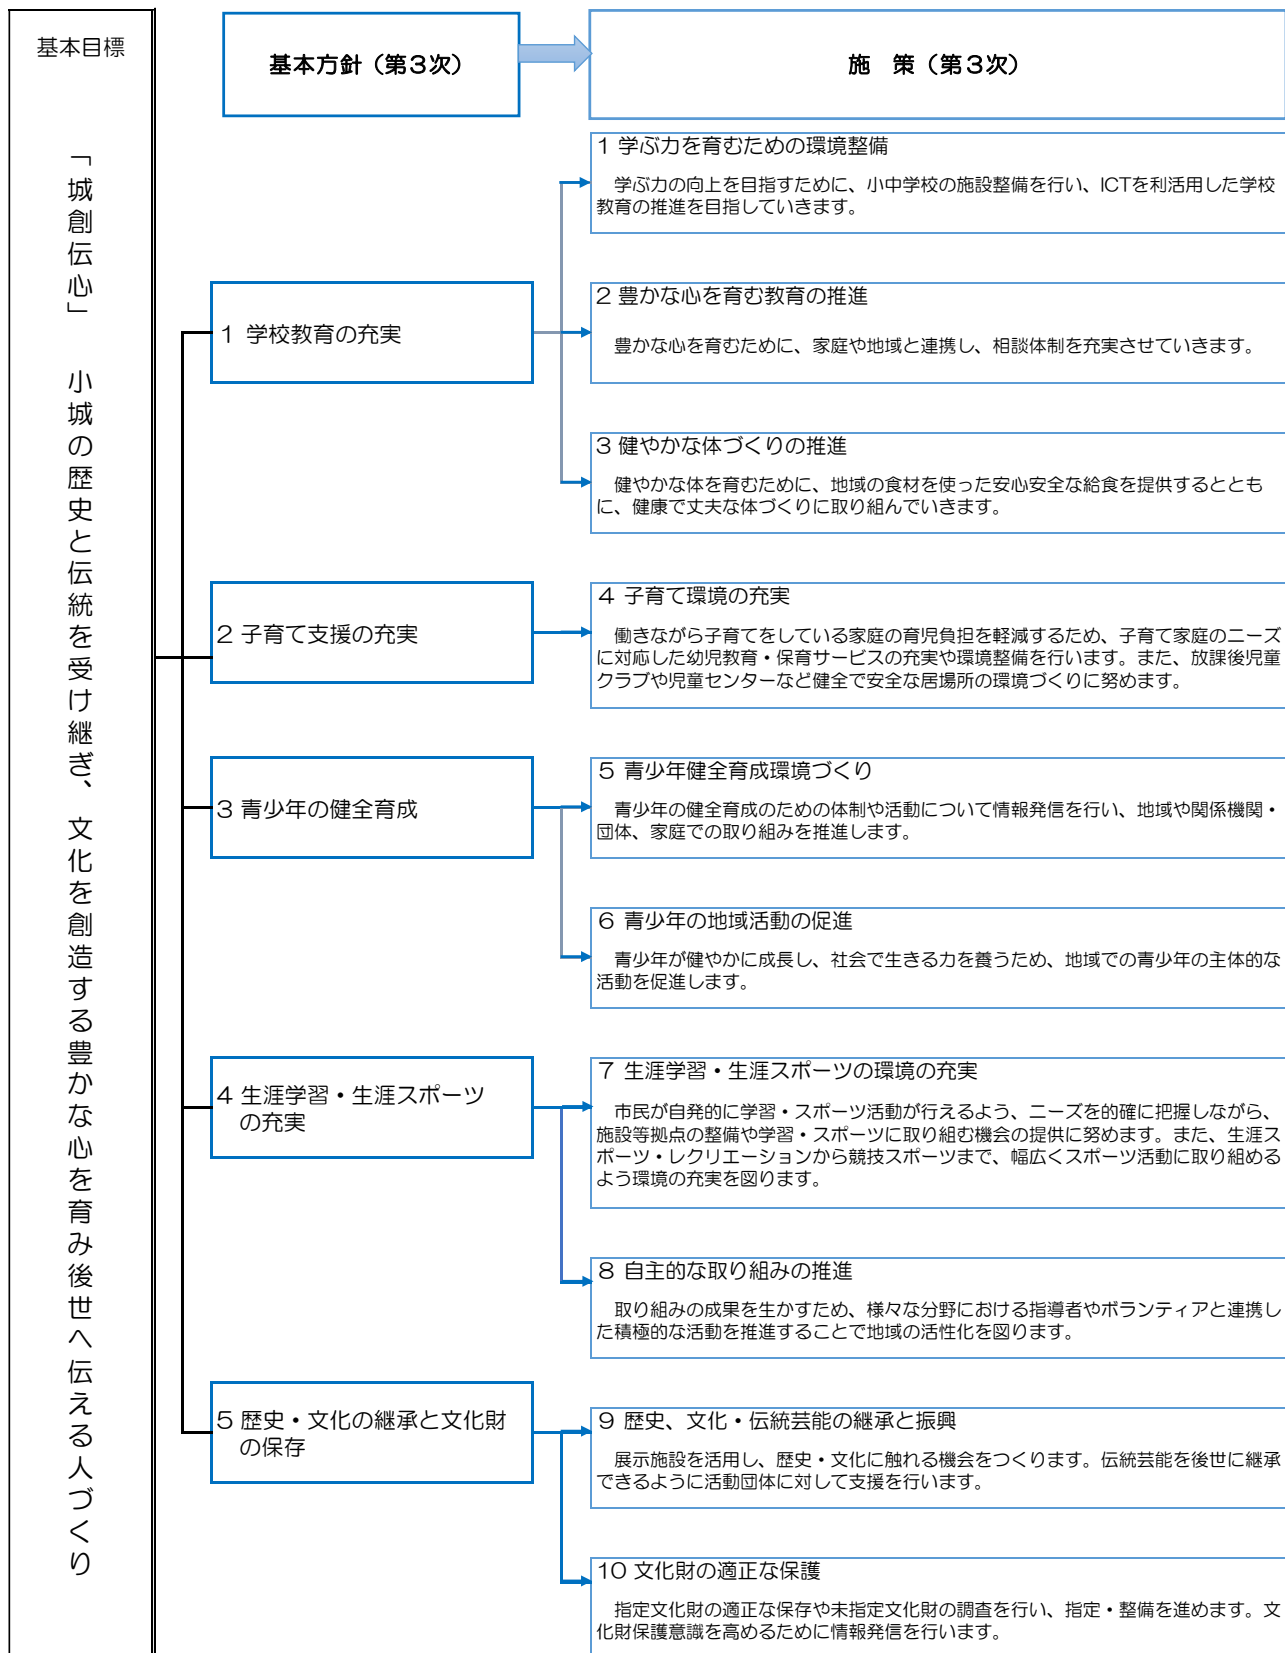 基本目標
「城創伝心」 小城の歴史と伝統を受け継ぎ、文化を創造する豊かな心を育み後世へ伝える人づくり
基本方針（第3次）
施 策（第3次）
1 学校教育の充実
1 学ぶ力を育むための環境整備
学ぶ力の向上を目指すために、小中学校の施設整備を行い、ICTを利活用した学校
教育の推進を目指していきます。
2 豊かな心を育む教育の推進
豊かな心を育むために、家庭や地域と連携し、相談体制を充実させていきます。
3 健やかな体づくりの推進
健やかな体を育むために、地域の食材を使った安心安全な給食を提供するととも
に、健康で丈夫な体づくりに取り組んでいきます。
2 子育て支援の充実
4 子育て環境の充実
働きながら子育てをしている家庭の育児負担を軽減するため、子育て家庭のニーズ
に対応した幼児教育・保育サービスの充実や環境整備を行います。また、放課後児童
クラブや児童センターなど健全で安全な居場所の環境づくりに努めます。
3 青少年の健全育成
5 青少年健全育成環境づくり
青少年の健全育成のための体制や活動について情報発信を行い、地域や関係機関・
団体、家庭での取り組みを推進します。
6 青少年の地域活動の促進
青少年が健やかに成長し、社会で生きる力を養うため、地域での青少年の主体的な
活動を促進します。
4 生涯学習・生涯スポーツ
の充実
7 生涯学習・生涯スポーツの環境の充実
市民が自発的に学習・スポーツ活動が行えるよう、ニーズを的確に把握しながら、
施設等拠点の整備や学習・スポーツに取り組む機会の提供に努めます。また、生涯ス
ポーツ・レクリエーションから競技スポーツまで、幅広くスポーツ活動に取り組める
よう環境の充実を図ります。
8 自主的な取り組みの推進
取り組みの成果を生かすため、様々な分野における指導者やボランティアと連携し
た積極的な活動を推進することで地域の活性化を図ります。
5 歴史・文化の継承と文化財
の保存
9 歴史、文化・伝統芸能の継承と振興
展示施設を活用し、歴史・文化に触れる機会をつくります。伝統芸能を後世に継承
できるように活動団体に対して支援を行います。
10 文化財の適正な保護
指定文化財の適正な保存や未指定文化財の調査を行い、指定・整備を進めます。文
化財保護意識を高めるために情報発信を行います。